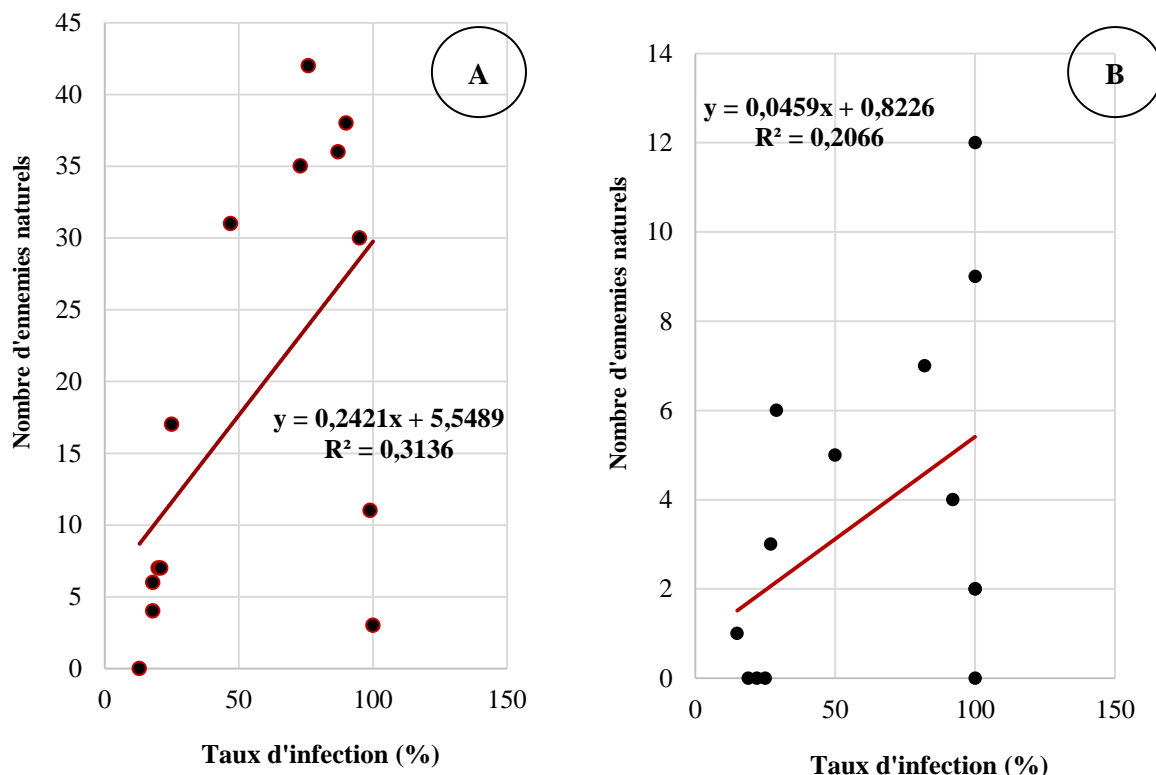 A
Nombre d'ennemies naturels
45
40
35
30
25
20
15
10
5
0
y = 0,2421x + 5,5489
R² = 0,3136
0 50 100 150
Taux d'infection (%)
B
Nombre d'ennemies naturels
14
12
10
8
6
4
2
0
y = 0,0459x + 0,8226
R² = 0,2066
0 50 100 150
Taux d'infection (%)